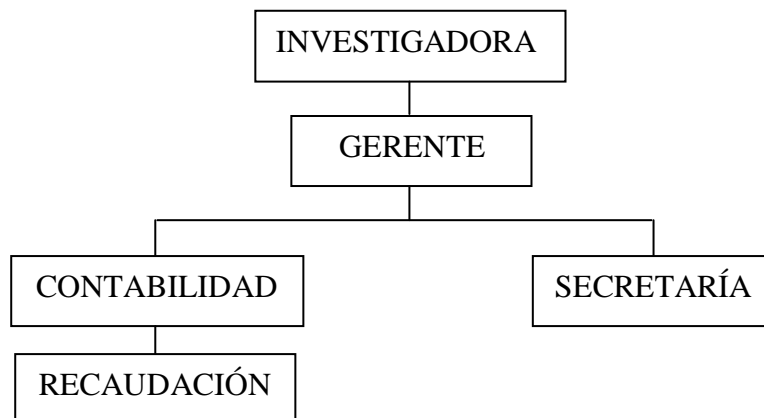 INVESTIGADORA
GERENTE
CONTABILIDAD
SECRETARÍA
RECAUDACIÓN